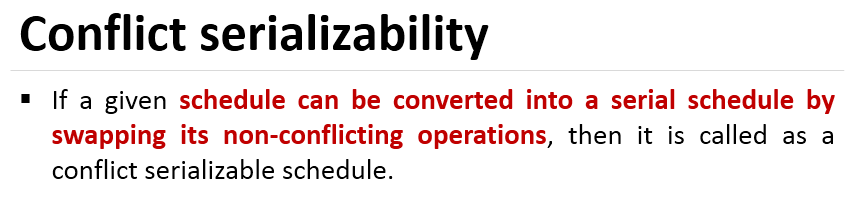 Conflict serializability
▪ If a given schedule can be converted into a serial schedule by
swapping its non-conflicting operations, then it is called as a
conflict serializable schedule.